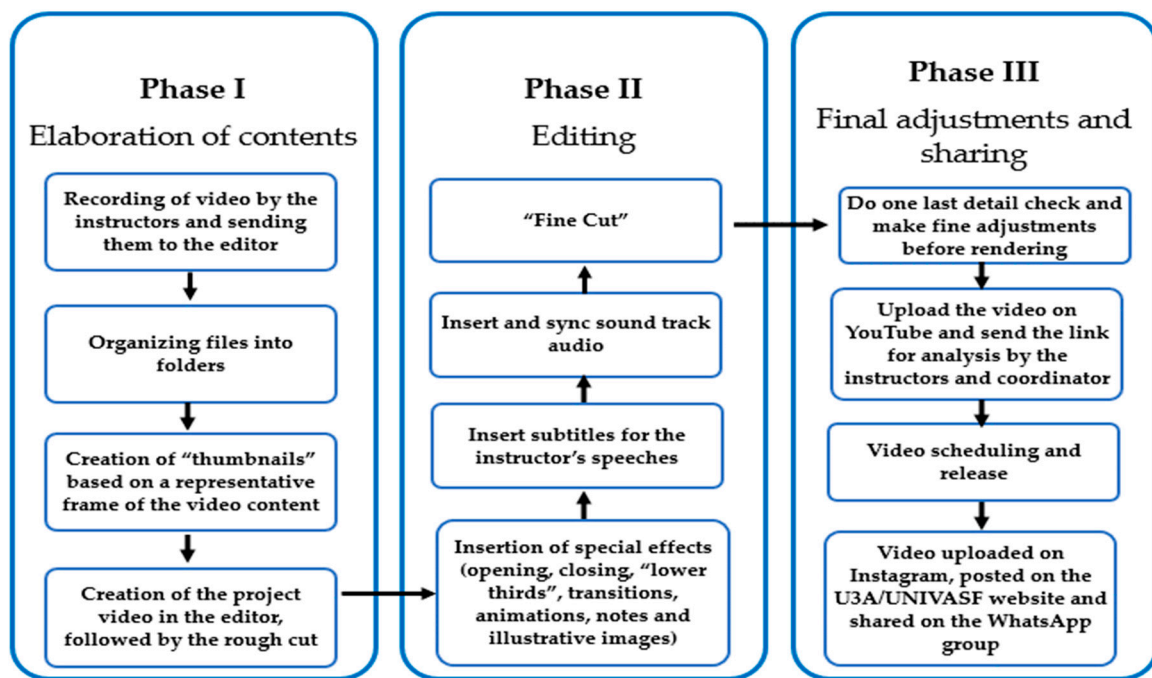 Phase I
Elaboration of contents
Recording of video by the
instructors and sending
them to the editor
Organizing files into
folders
Creation of “thumbnails”
based on a representative
frame of the video content
Creation of the project
video in the editor,
followed by the rough cut
Phase II
Editing
“Fine Cut”
Insert and sync sound track
audio
Insert subtitles for the
instructor’s speeches
Insertion of special effects
(opening, closing, “lower
thirds”, transitions,
animations, notes and
illustrative images)
Phase III
Final adjustments and
sharing
Do one last detail check and
make fine adjustments
before rendering
Upload the video on
YouTube and send the link
for analysis by the
instructors and coordinator
Video scheduling and
release
Video uploaded on
Instagram, posted on the
U3A/UNIVASF website and
shared on the WhatsApp
group